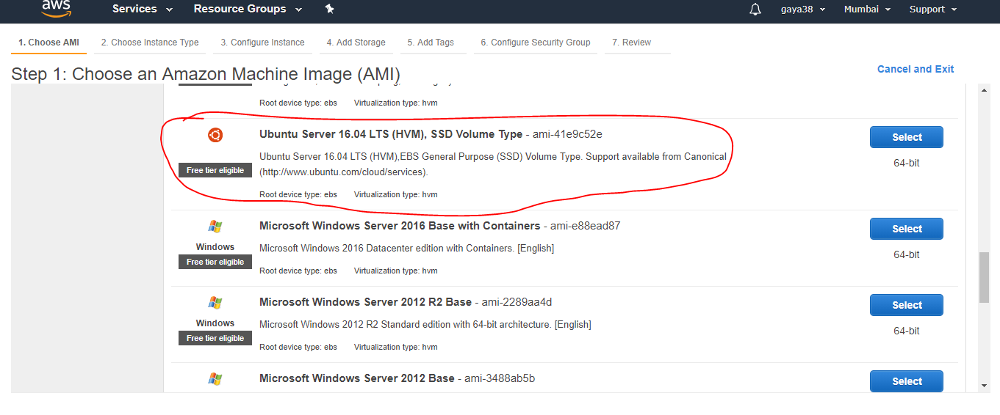 aws
Services Resource Groups gaya38 Mumbai Support
1. Choose AMI 2. Choose Instance Type 3. Configure Instance 4. Add Storage 5. Add Tags 6. Configure Security Group 7. Review
Step 1: Choose an Amazon Machine Image (AMI) Cancel and Exit
Root device type: ebs Virtualization type: hvm
Ubuntu Server 16.04 LTS (HVM), SSD Volume Type - ami-41e9c52e Select
Ubuntu Server 16.04 LTS (HVM),EBS General Purpose (SSD) Volume Type. Support available from Canonical 64-bit
Free tier eligible (http://www.ubuntu.com/cloud/services).
Root device type: ebs Virtualization type: hvm
Microsoft Windows Server 2016 Base with Containers - ami-e88ead87 Select
Windows Microsoft Windows 2016 Datacenter edition with Containers. [English] 64-bit
Free tier eligible
Root device type: ebs Virtualization type: hvm
Microsoft Windows Server 2012 R2 Base - ami-2289aa4d Select
Windows Microsoft Windows 2012 R2 Standard edition with 64-bit architecture. [English] 64-bit
Free tier eligible
Root device type: ebs Virtualization type: hvm
Microsoft Windows Server 2012 Base - ami-3488ab5b Select